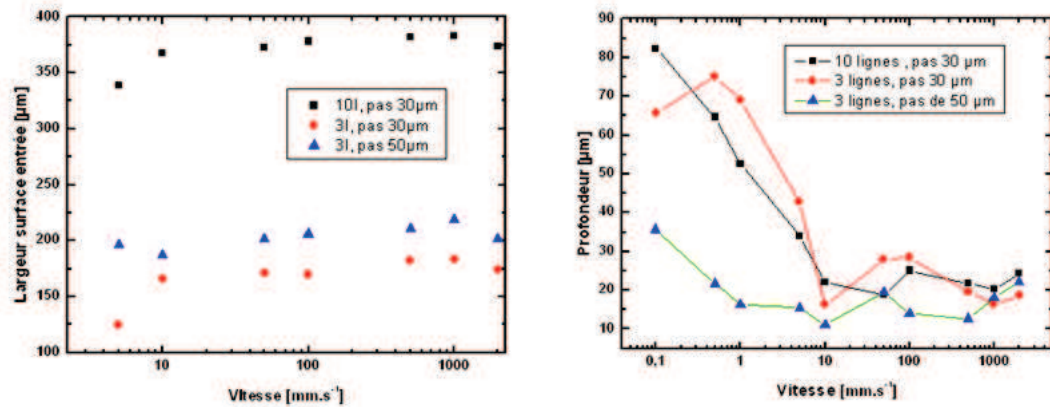 400
350
300
250
200
150
100
10
100
1000
Largeur surface entrée [µm]
Vitesse [mm.s⁻¹]
10l, pas 30µm
3l, pas 30µm
3l, pas 50µm
90
80
70
60
50
40
30
20
10
0,1
1
10
100
1000
Profondeur [µm]
Vitesse [mm.s⁻¹]
10 lignes , pas 30 µm
3 lignes, pas 30 µm
3 lignes, pas de 50 µm